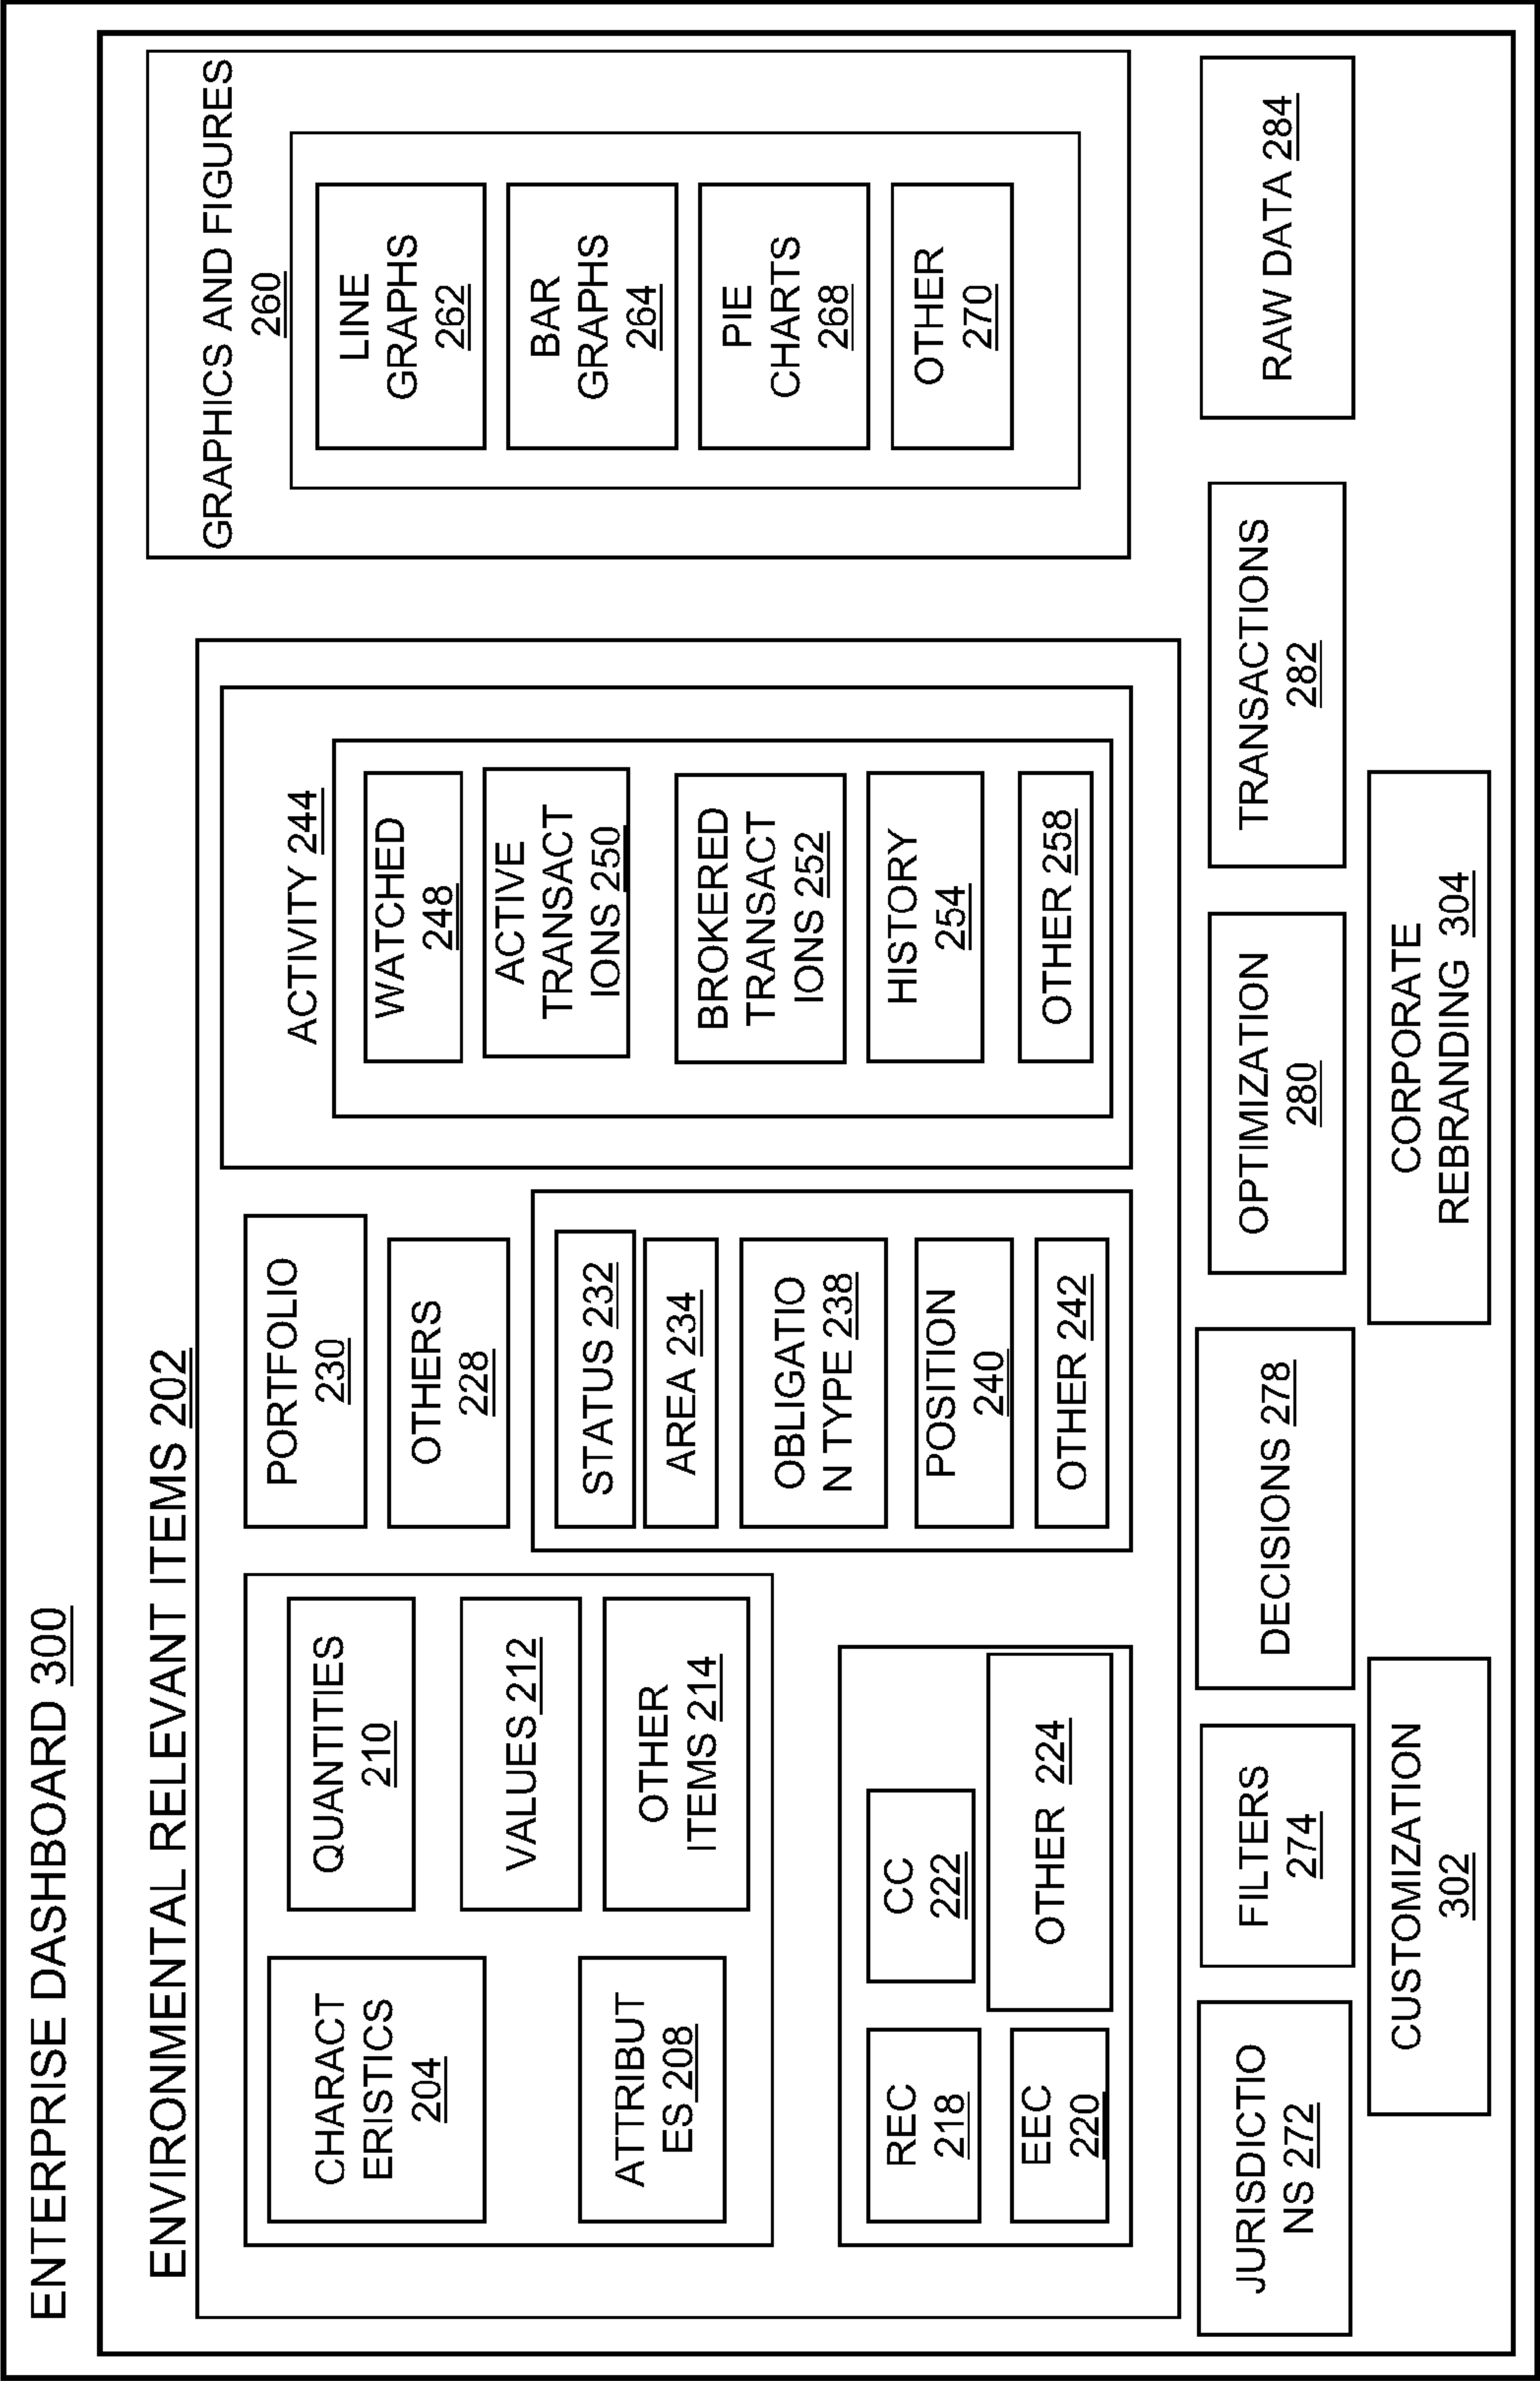 ENTERPRISE DASHBOARD 300
ENVIRONMENTAL RELEVANT ITEMS 202
CHARACT
ERISTICS
204
ATTRIBUT
ES 208
QUANTITIES
210
VALUES 212
OTHER
ITEMS 214
REC
218
EEC
220
CC
222
OTHER 224
PORTFOLIO
230
OTHERS
228
STATUS 232
AREA 234
OBLIGATIO
N TYPE 238
POSITION
240
OTHER 242
ACTIVITY 244
WATCHED
248
ACTIVE
TRANSACT
IONS 250
BROKERED
TRANSACT
IONS 252
HISTORY
254
OTHER 258
GRAPHICS AND FIGURES
260
LINE
GRAPHS
262
BAR
GRAPHS
264
PIE
CHARTS
268
OTHER
270
JURISDICTIO
NS 272
FILTERS
274
DECISIONS 278
OPTIMIZATION
280
TRANSACTIONS
282
RAW DATA 284
CUSTOMIZATION
302
CORPORATE
REBRANDING 304